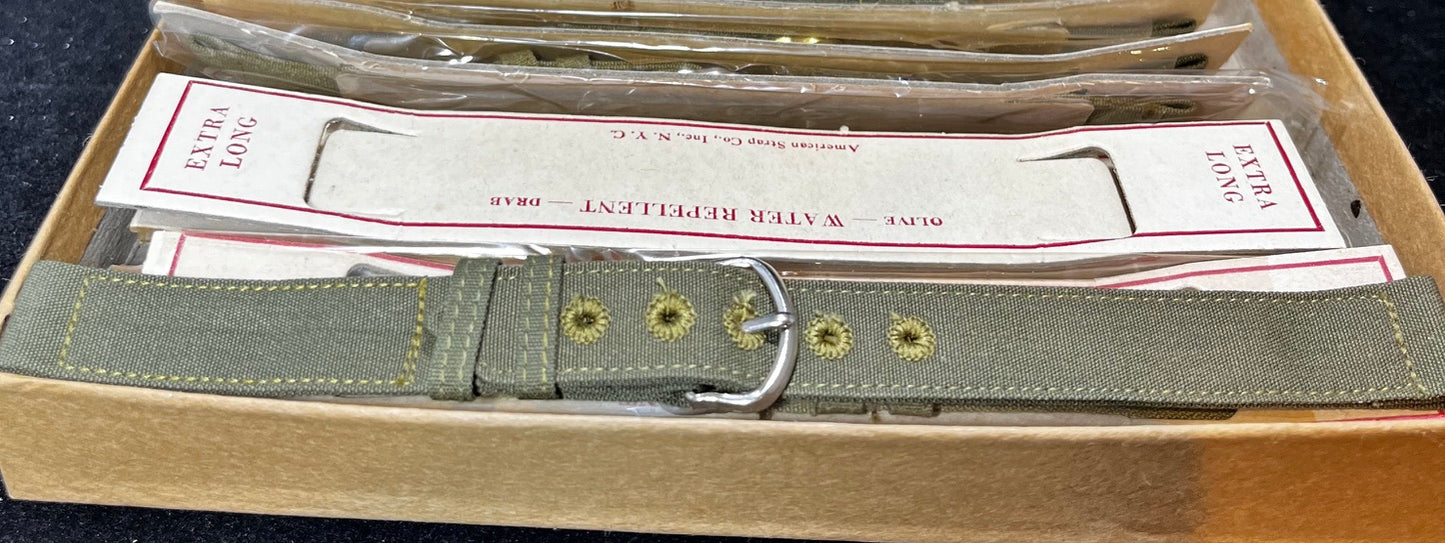 EXTRA
LONG
OLIVE — WATER REPELLENT — DRAB
American Strap Co., Inc., N. Y. C.
EXTRA
LONG